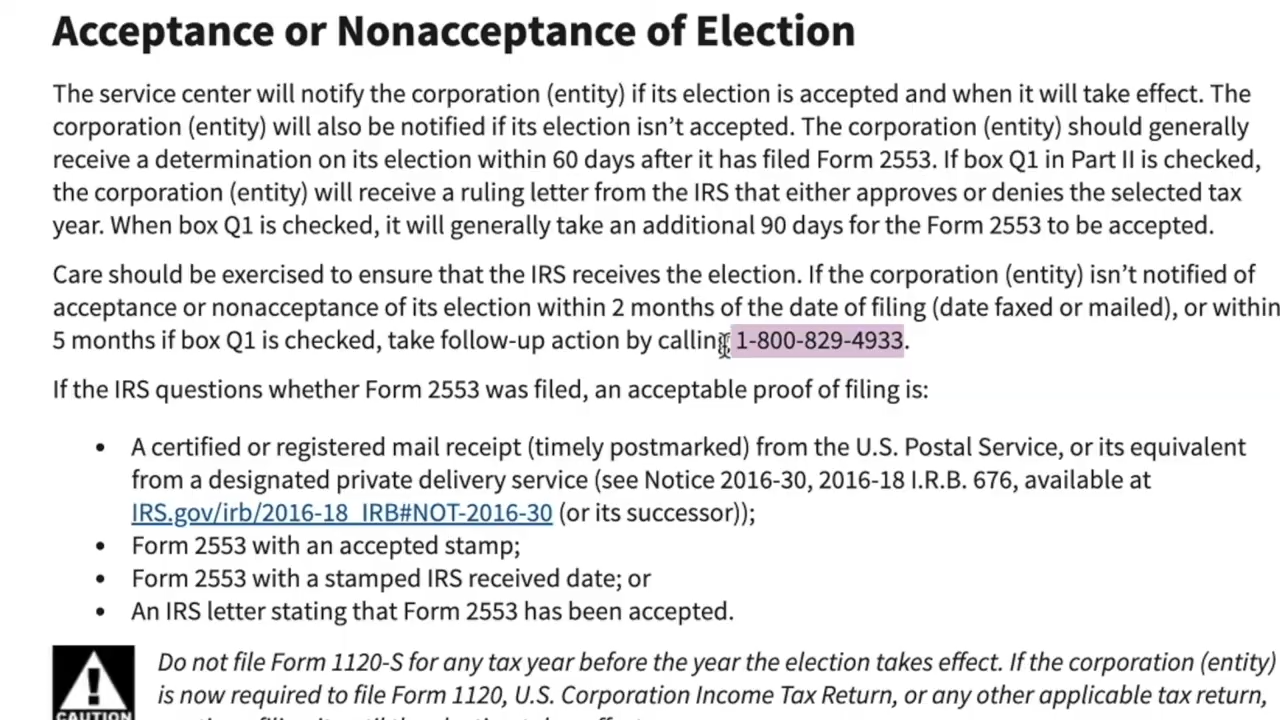 Acceptance or Nonacceptance of Election
The service center will notify the corporation (entity) if its election is accepted and when it will take effect. The
corporation (entity) will also be notified if its election isn’t accepted. The corporation (entity) should generally
receive a determination on its election within 60 days after it has filed Form 2553. If box Q1 in Part II is checked,
the corporation (entity) will receive a ruling letter from the IRS that either approves or denies the selected tax
year. When box Q1 is checked, it will generally take an additional 90 days for the Form 2553 to be accepted.
Care should be exercised to ensure that the IRS receives the election. If the corporation (entity) isn’t notified of
acceptance or nonacceptance of its election within 2 months of the date of filing (date faxed or mailed), or within
5 months if box Q1 is checked, take follow-up action by calling 1-800-829-4933.
If the IRS questions whether Form 2553 was filed, an acceptable proof of filing is:
• A certified or registered mail receipt (timely postmarked) from the U.S. Postal Service, or its equivalent
from a designated private delivery service (see Notice 2016-30, 2016-18 I.R.B. 676, available at
IRS.gov/irb/2016-18_IRB#NOT-2016-30 (or its successor));
• Form 2553 with an accepted stamp;
• Form 2553 with a stamped IRS received date; or
• An IRS letter stating that Form 2553 has been accepted.
Do not file Form 1120-S for any tax year before the year the election takes effect. If the corporation (entity)
is now required to file Form 1120, U.S. Corporation Income Tax Return, or any other applicable tax return,
CAUTION